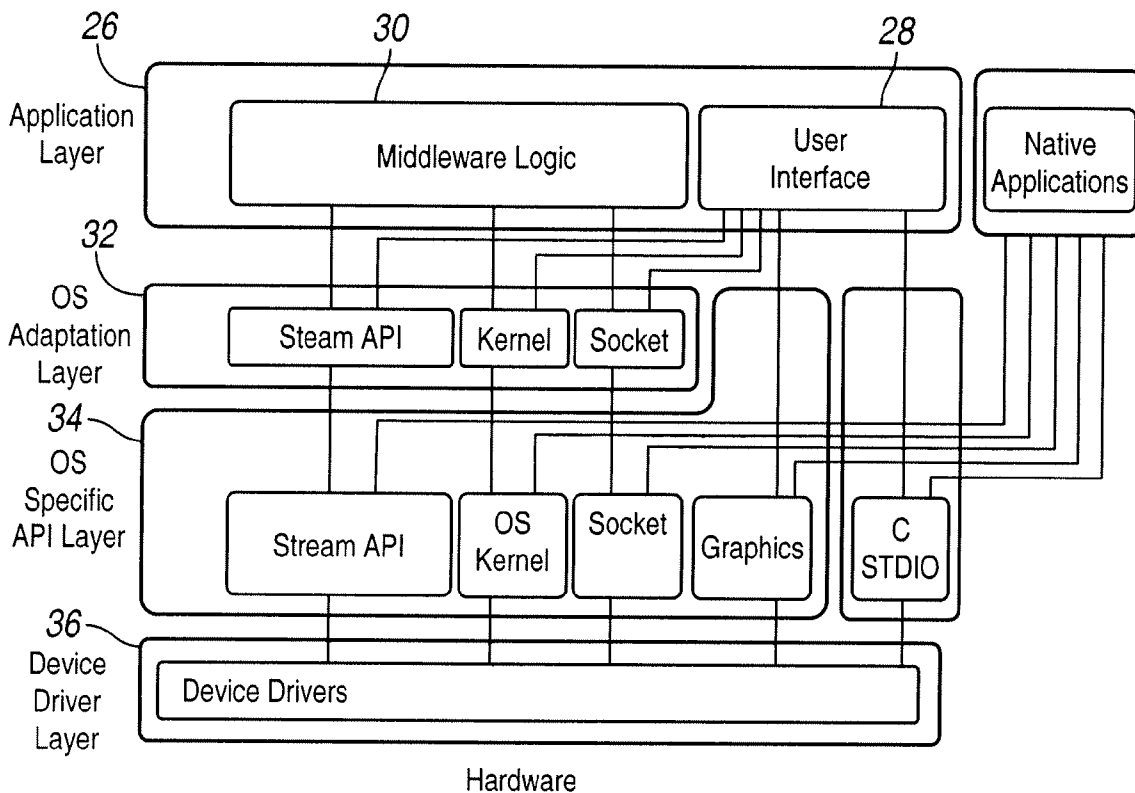 26
30
28
Application
Layer
Middleware Logic
User
Interface
Native
Applications
32
OS
Adaptation
Layer
Steam API
Kernel
Socket
34
OS
Specific
API Layer
Stream API
OS
Kernel
Socket
Graphics
C
STDIO
36
Device
Driver
Layer
Device Drivers
Hardware